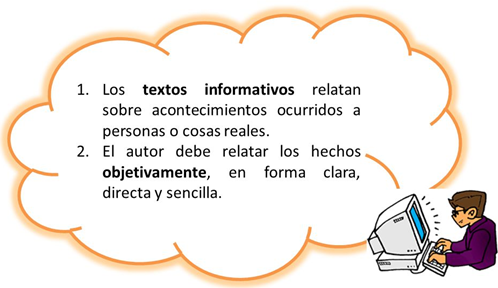 1. Los textos informativos relatan
sobre acontecimientos ocurridos a
personas o cosas reales.
2. El autor debe relatar los hechos
objetivamente, en forma clara,
directa y sencilla.